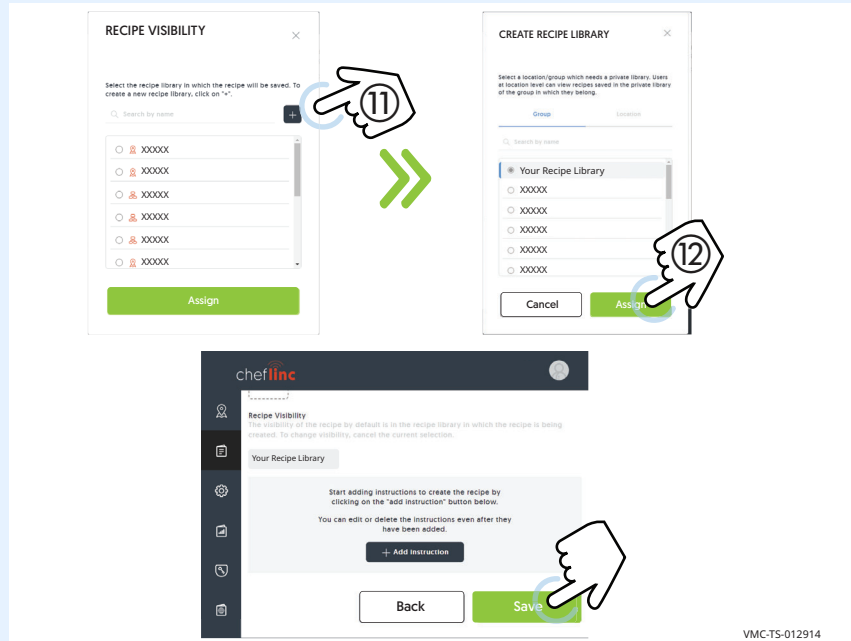 RECIPE VISIBILITY
Select the recipe library in which the recipe will be saved. To
create a new recipe library, click on "+".
Search by name
+
XXXXX
XXXXX
XXXXX
XXXXX
XXXXX
XXXXX
Assign
11
CREATE RECIPE LIBRARY
Select a location/group which needs a private library. Users
at location level can view recipes saved in the private library
of the group in which they belong.
Group Location
Search by name
Your Recipe Library
XXXXX
XXXXX
XXXXX
XXXXX
XXXXX
Cancel Assign
12
cheflinc
Recipe Visibility
The visibility of the recipe by default is in the recipe library in which the recipe is being
created. To change visibility, cancel the current selection.
Your Recipe Library
Start adding instructions to create the recipe by
clicking on the "add instruction" button below.
You can edit or delete the instructions even after they
have been added.
+ Add instruction
Back Save
VMC-TS-012914